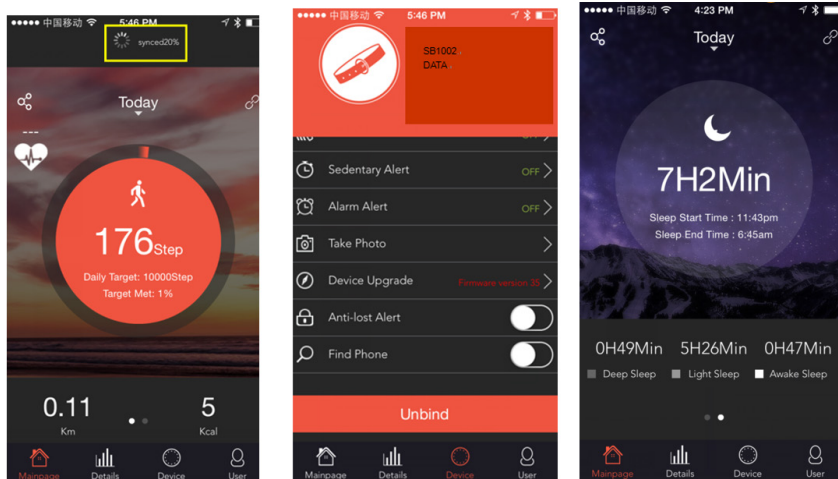 中国移动 5:46 PM
synced20%
Today
---
176Step
Daily Target: 10000Step
Target Met: 1%
0.11
Km
5
Kcal
Mainpage Details Device User
中国移动 5:46 PM
SB1002
DATA
OFF
Sedentary Alert OFF
Alarm Alert OFF
Take Photo
Device Upgrade Firmware version 35
Anti-lost Alert
Find Phone
Unbind
Mainpage Details Device User
中国移动 4:23 PM
Today
7H2Min
Sleep Start Time : 11:43pm
Sleep End Time : 6:45am
0H49Min 5H26Min 0H47Min
Deep Sleep Light Sleep Awake Sleep
Mainpage Details Device User